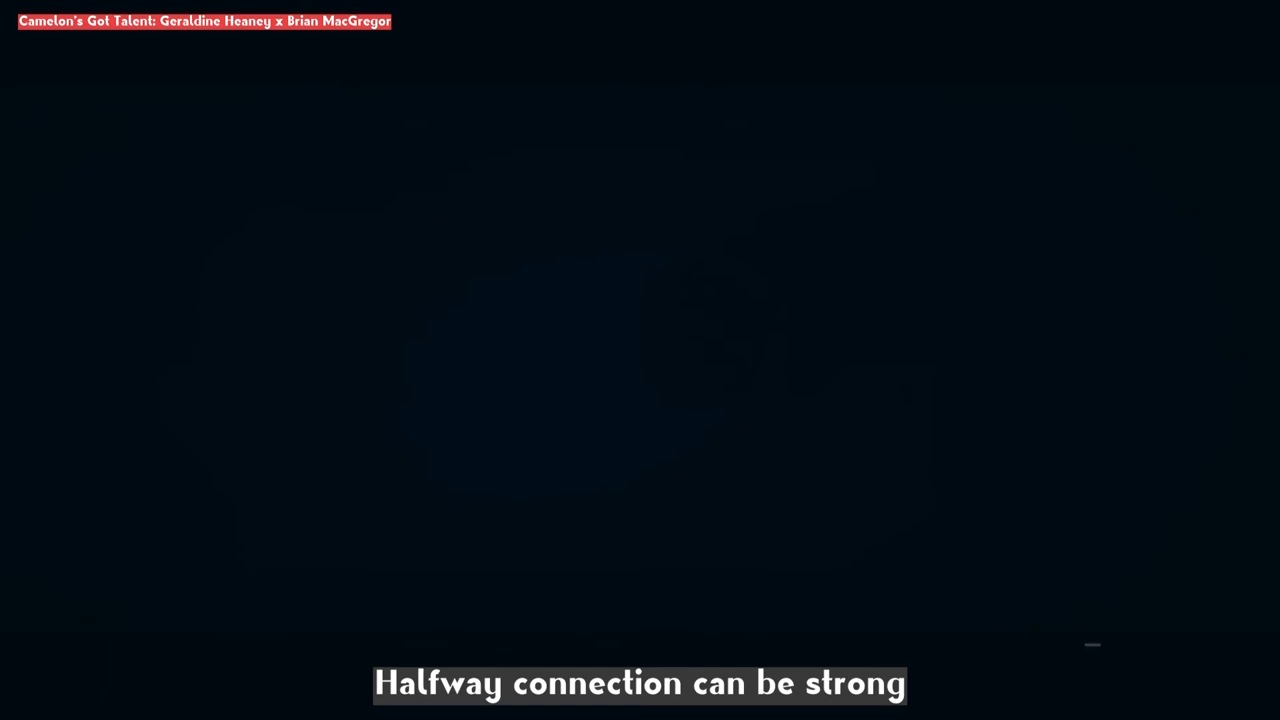 Camelon's Got Talent: Geraldine Heaney x Brian MacGregor
Halfway connection can be strong